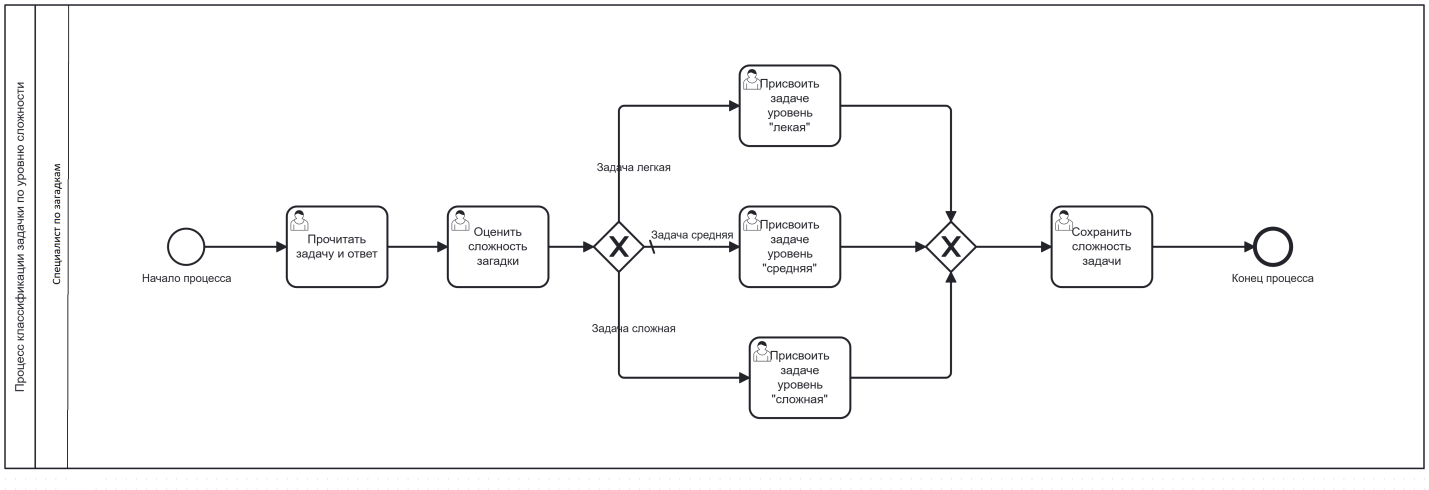 Процесс классификации задачки по уровню сложности
Специалист по загадкам
Начало процесса
Прочитать
задачу и ответ
Оценить
сложность
загадки
Задача легкая
Задача средняя
Задача сложная
Присвоить
задаче
уровень
"лекая"
Присвоить
задаче
уровень
"средняя"
Присвоить
задаче
уровень
"сложная"
Сохранить
сложность
задачи
Конец процесса